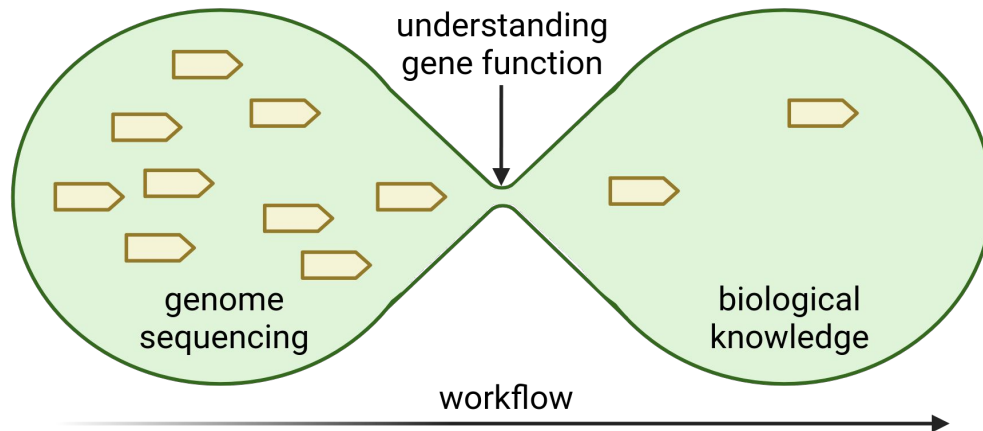 understanding
gene function
genome
sequencing
biological
knowledge
workflow